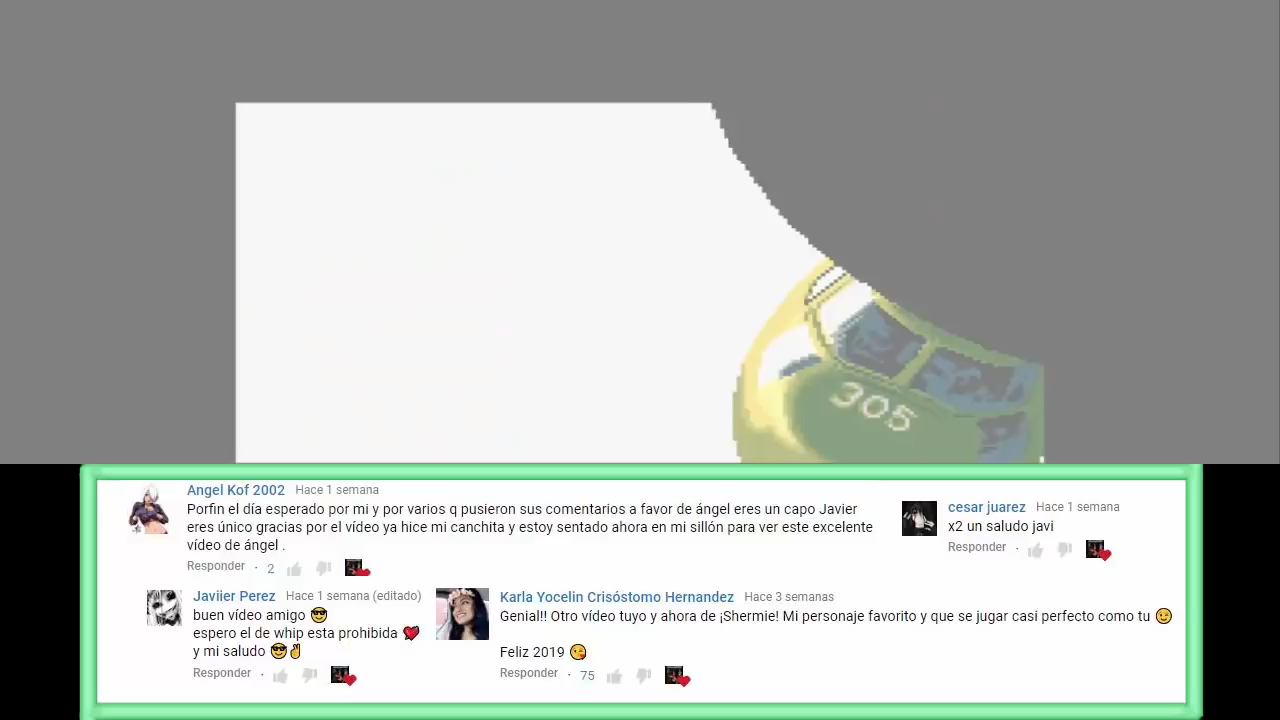 305
Angel Kof 2002 Hace 1 semana
Porfin el día esperado por mi y por varios q pusieron sus comentarios a favor de ángel eres un capo Javier
eres único gracias por el vídeo ya hice mi canchita y estoy sentado ahora en mi sillón para ver este excelente
vídeo de ángel .
Responder · 2
cesar juarez Hace 1 semana
x2 un saludo javi
Responder ·
Javiier Perez Hace 1 semana (editado)
buen vídeo amigo 😎
espero el de whip esta prohibida ❤
y mi saludo 😎✌
Responder ·
Karla Yocelin Crisóstomo Hernandez Hace 3 semanas
Genial!! Otro vídeo tuyo y ahora de ¡Shermie! Mi personaje favorito y que se jugar casi perfecto como tu 😉
Feliz 2019 😘
Responder · 75